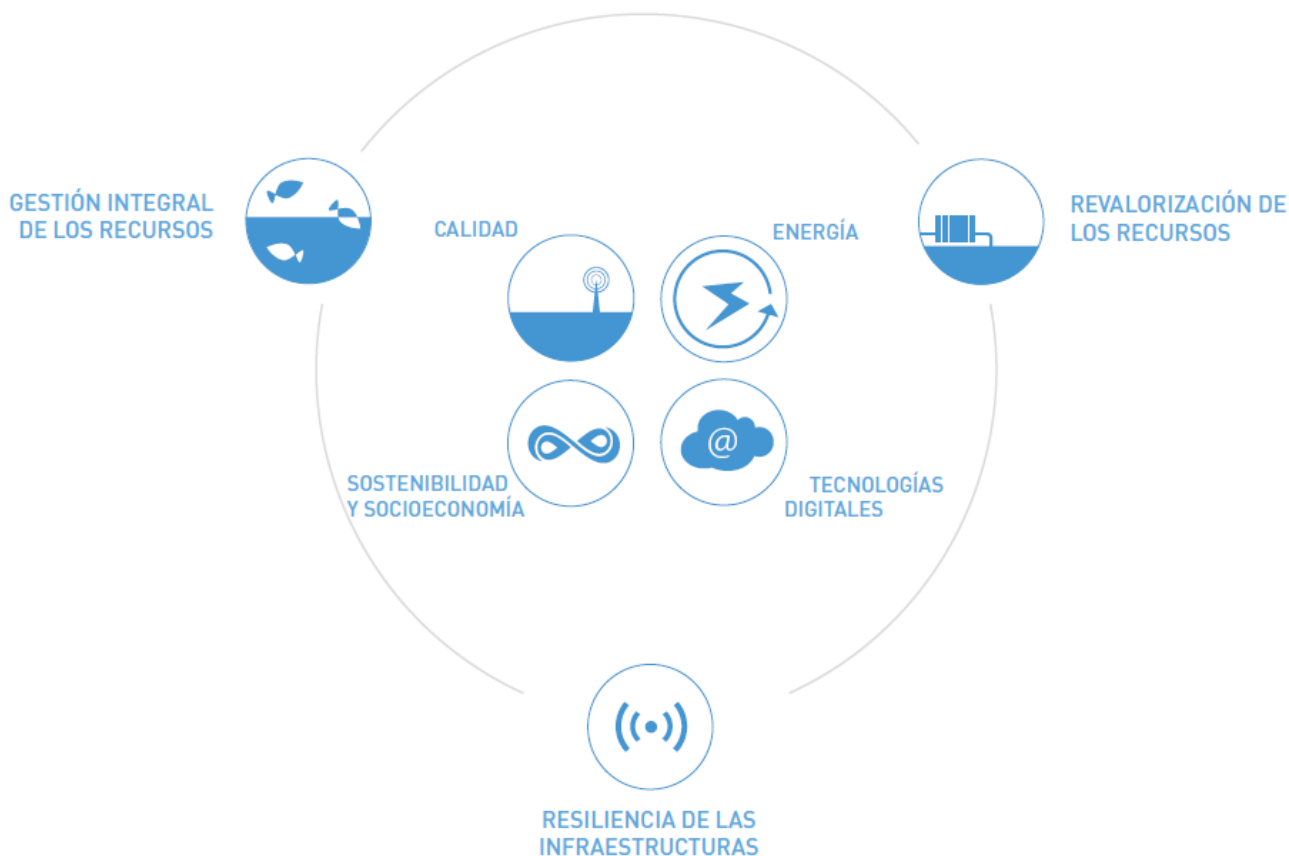 GESTIÓN INTEGRAL
DE LOS RECURSOS
CALIDAD
ENERGÍA
REVALORIZACIÓN DE
LOS RECURSOS
SOSTENIBILIDAD
Y SOCIOECONOMÍA
@
TECNOLOGÍAS
DIGITALES
RESILIENCIA DE LAS
INFRAESTRUCTURAS